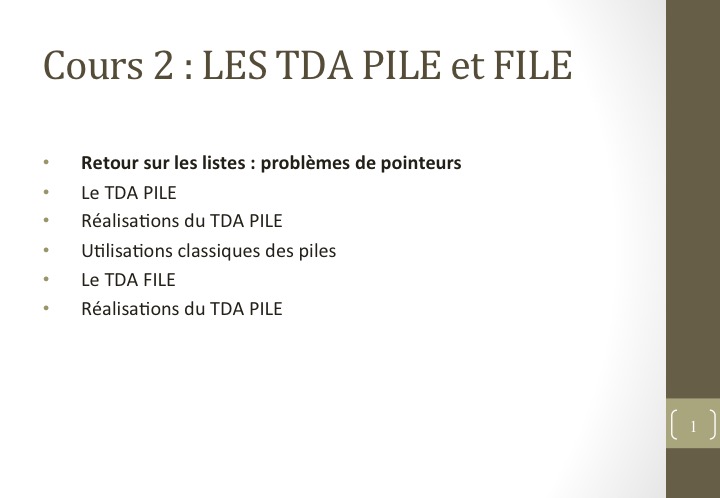 Cours 2 : LES TDA PILE et FILE
• Retour sur les listes : problèmes de pointeurs
• Le TDA PILE
• Réalisations du TDA PILE
• Utilisations classiques des piles
• Le TDA FILE
• Réalisations du TDA PILE
1